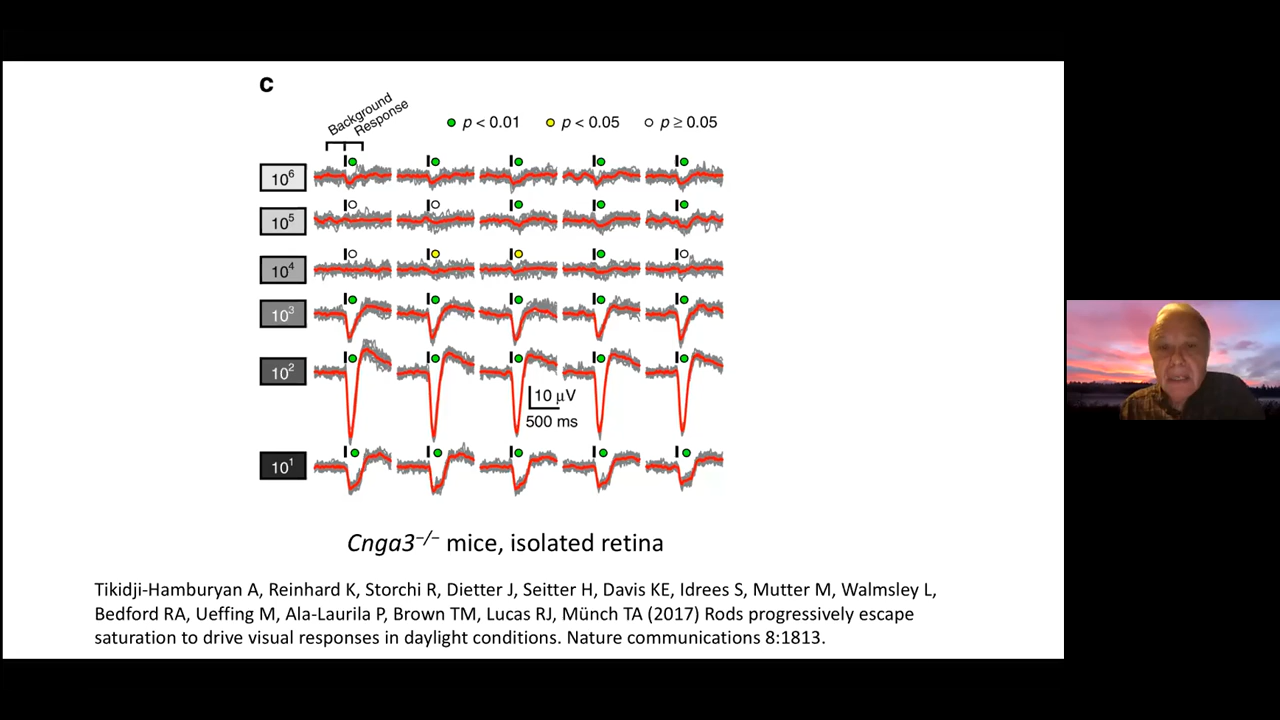 c
Background
Response
p < 0.01 p < 0.05 p ≥ 0.05
10⁶
10⁵
10⁴
10³
10²
10 μV
500 ms
10¹
Cnga3⁻/⁻ mice, isolated retina
Tikidji-Hamburyan A, Reinhard K, Storchi R, Dietter J, Seitter H, Davis KE, Idrees S, Mutter M, Walmsley L,
Bedford RA, Ueffing M, Ala-Laurila P, Brown TM, Lucas RJ, Münch TA (2017) Rods progressively escape
saturation to drive visual responses in daylight conditions. Nature communications 8:1813.